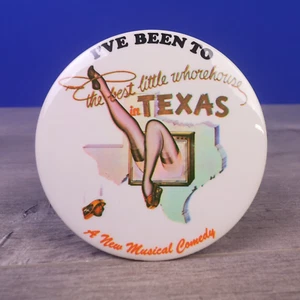 I'VE BEEN TO
the best little whorehouse
in TEXAS
A New Musical Comedy